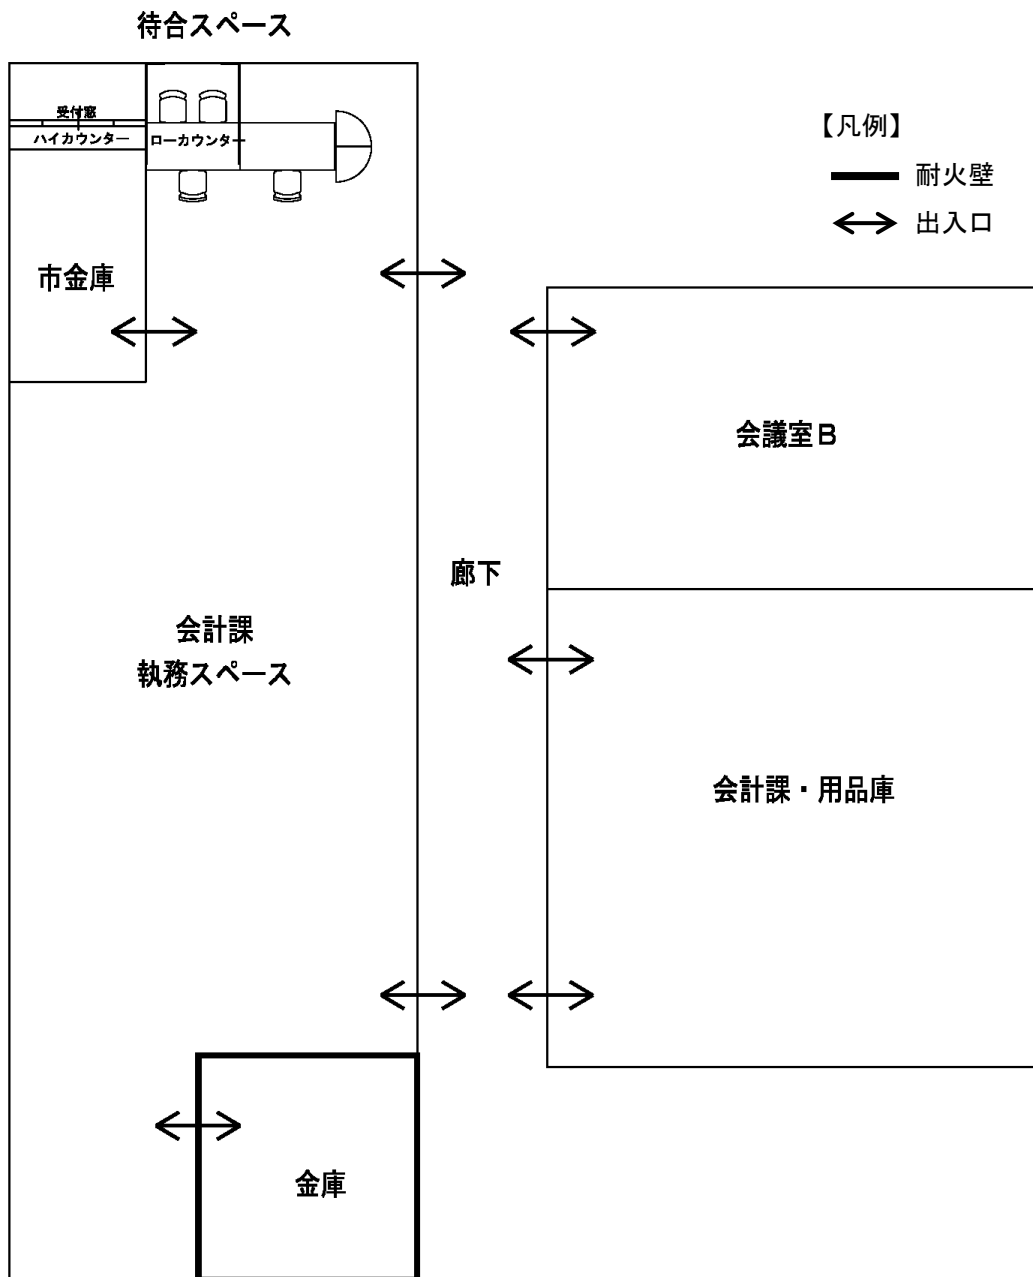 待合スペース
受付窓
ハイカウンター
ローカウンター
【凡例】
耐火壁
出入口
市金庫
会議室B
廊下
会計課
執務スペース
会計課・用品庫
金庫